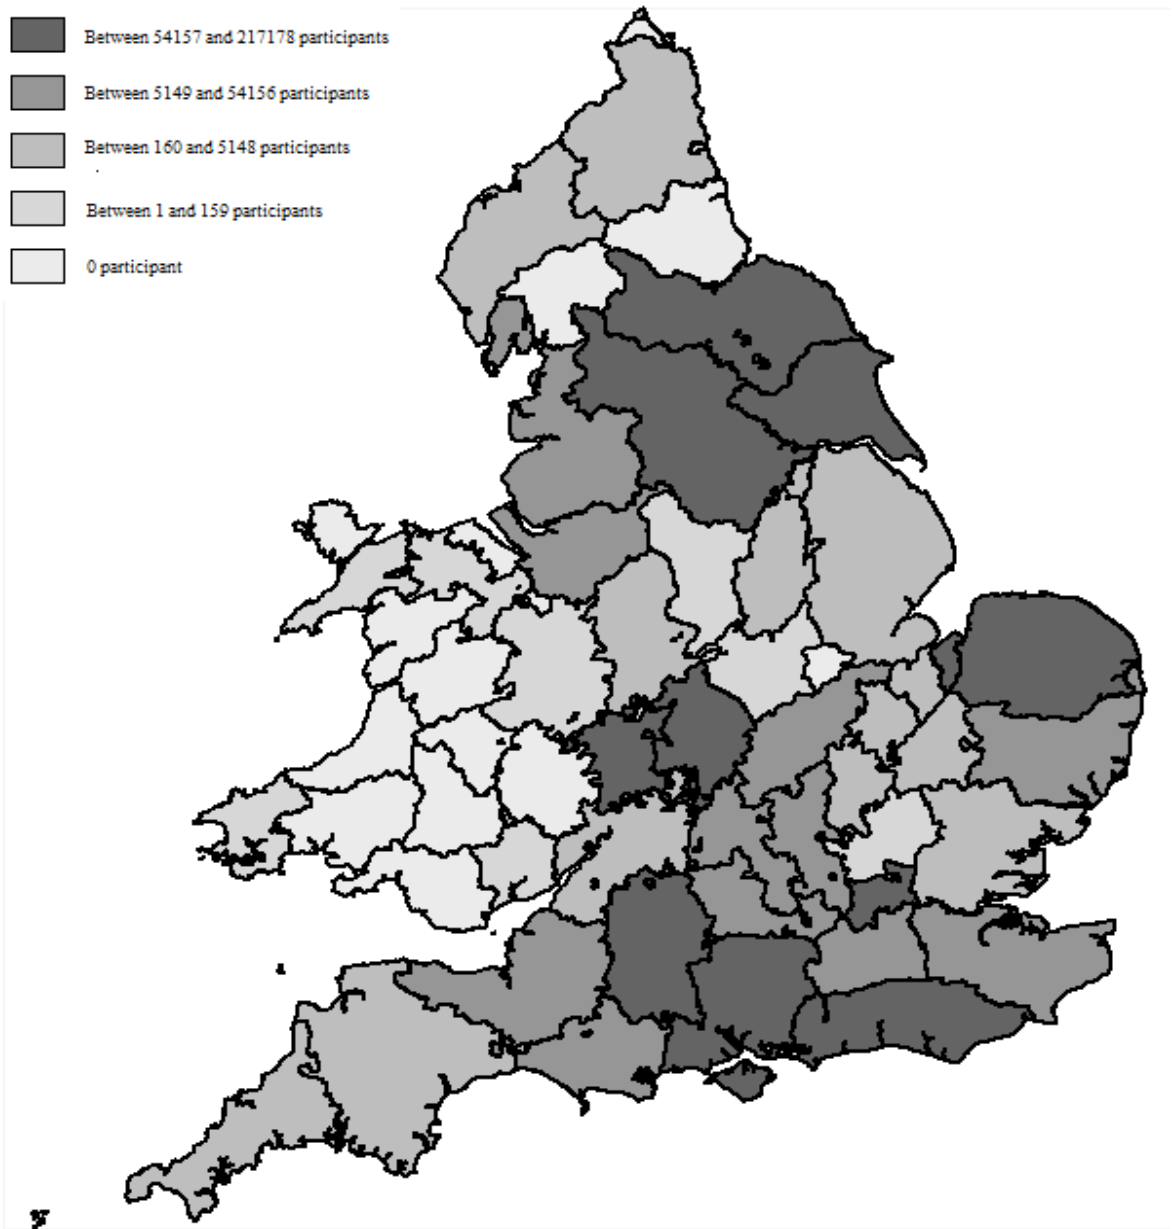 Between 54157 and 217178 participants
Between 5149 and 54156 participants
Between 160 and 5148 participants
Between 1 and 159 participants
0 participant